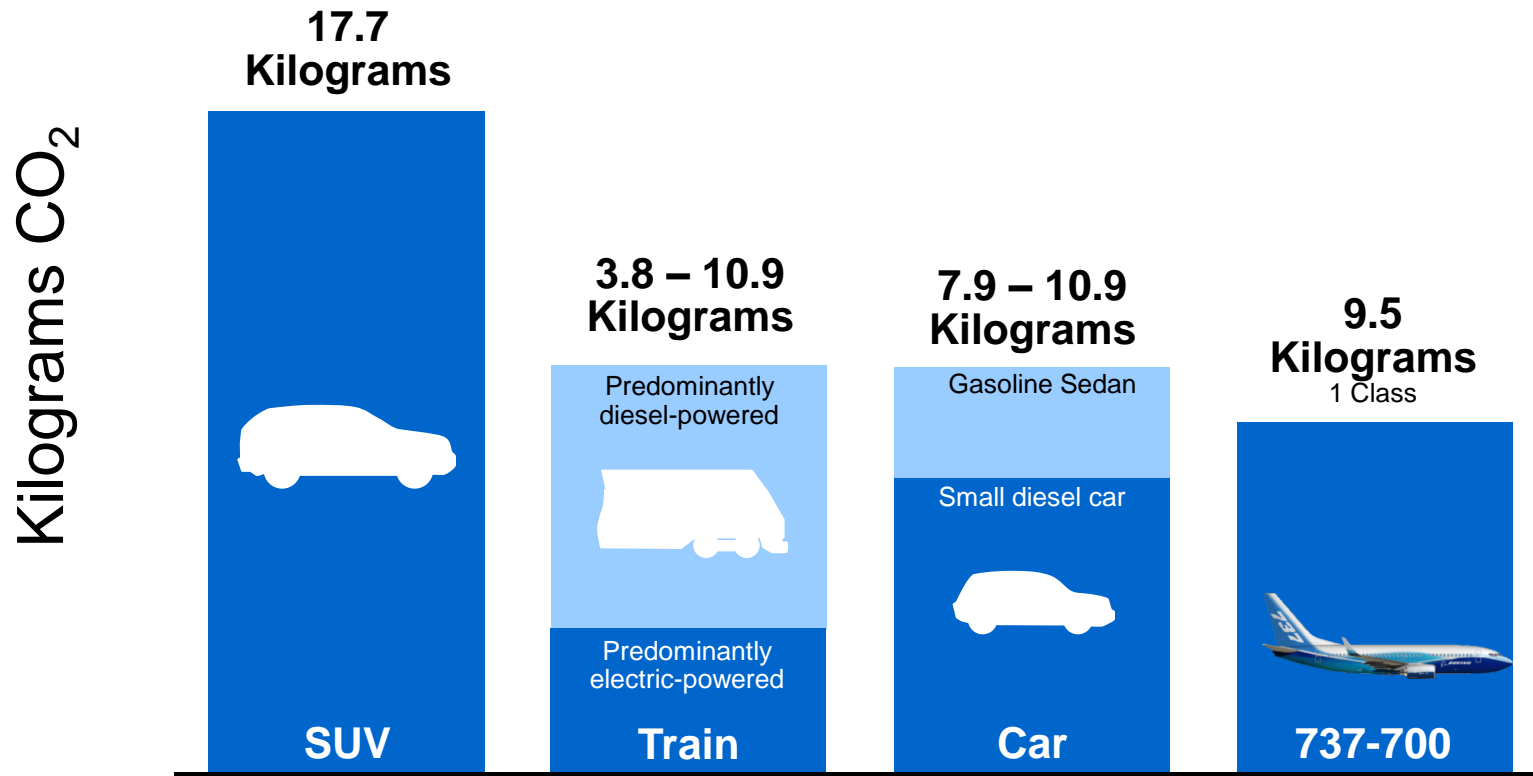 17.7
Kilograms
Kilograms CO₂
3.8 – 10.9
Kilograms
7.9 – 10.9
Kilograms
9.5
Kilograms
1 Class
Predominantly
diesel-powered
Gasoline Sedan
Small diesel car
Predominantly
electric-powered
737
BOEING
SUV
Train
Car
737-700